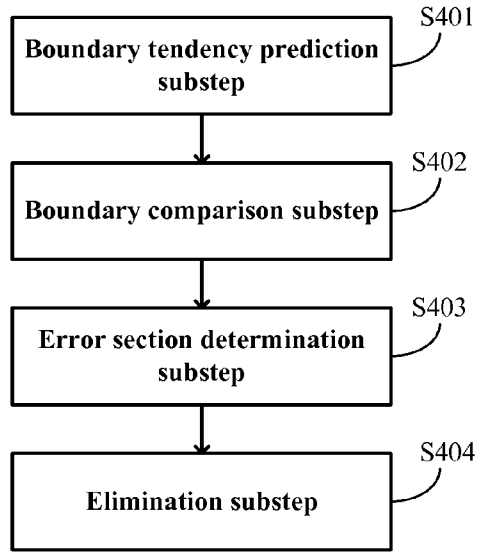 S401
Boundary tendency prediction
substep
S402
Boundary comparison substep
S403
Error section determination
substep
S404
Elimination substep